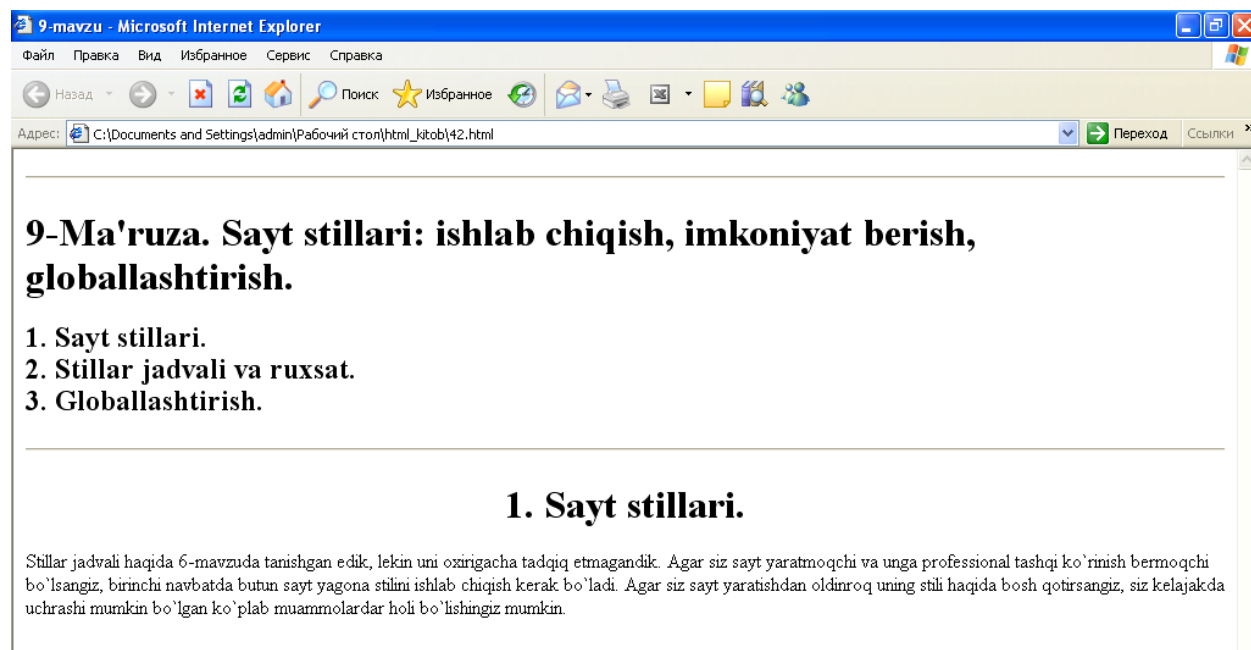 9-mavzu - Microsoft Internet Explorer
Файл Правка Вид Избранное Сервис Справка
Назад Поиск Избранное
Адрес: C:\Documents and Settings\admin\Рабочий стол\html_kitob\42.html Переход Ссылки »
9-Ma'ruza. Sayt stillari: ishlab chiqish, imkoniyat berish,
globallashtirish.
1. Sayt stillari.
2. Stillar jadvali va ruxsat.
3. Globallashtirish.
1. Sayt stillari.
Stillar jadvali haqida 6-mavzuda tanishgan edik, lekin uni oxirigacha tadqiq etmagandik. Agar siz sayt yaratmoqchi va unga professional tashqi ko`rinish bermoqchi
bo`lsangiz, birinchi navbatda butun sayt yagona stilini ishlab chiqish kerak bo`ladi. Agar siz sayt yaratishdan oldinroq uning stili haqida bosh qotirsangiz, siz kelajakda
uchrashi mumkin bo`lgan ko`plab muammolardar holi bo`lishingiz mumkin.